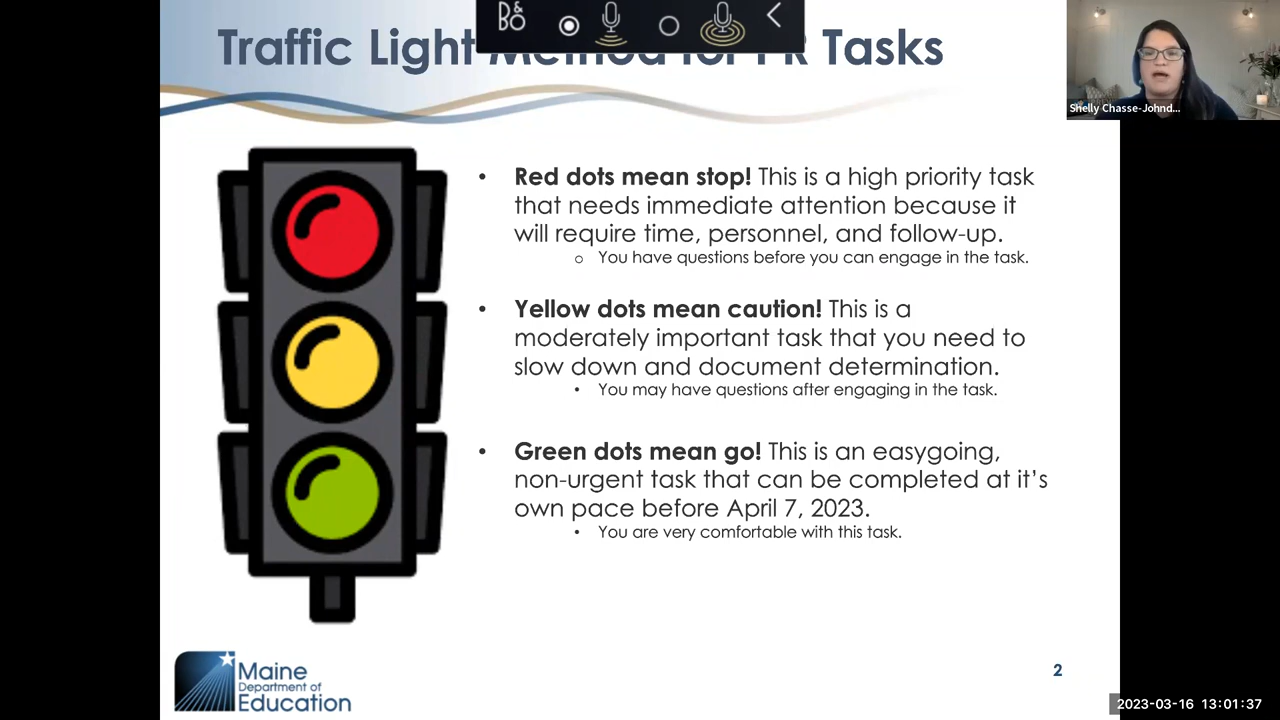 B&O
Traffic Light Method for PR Tasks
Shelly Chasse-Johnd...
• Red dots mean stop! This is a high priority task
that needs immediate attention because it
will require time, personnel, and follow-up.
o You have questions before you can engage in the task.
• Yellow dots mean caution! This is a
moderately important task that you need to
slow down and document determination.
• You may have questions after engaging in the task.
• Green dots mean go! This is an easygoing,
non-urgent task that can be completed at it's
own pace before April 7, 2023.
• You are very comfortable with this task.
Maine
Department of
Education
2
2023-03-16 13:01:37